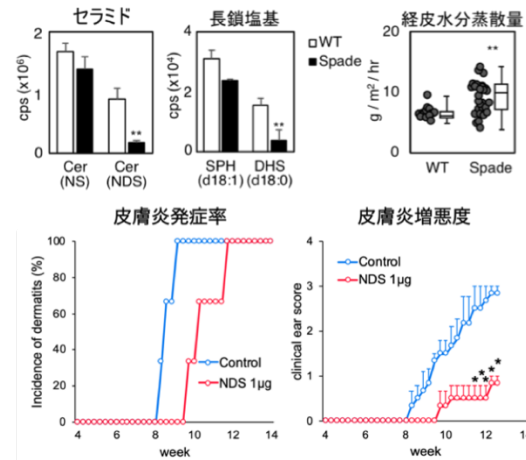 セラミド
cps (x10⁶)
2
1
0
Cer (NS)
Cer (NDS)
**
長鎖塩基
cps (x10⁴)
4
3
2
1
0
WT
Spade
SPH (d18:1)
DHS (d18:0)
**
経皮水分蒸散量
g / m² / hr
20
10
0
**
WT
Spade
皮膚炎発症率
Incidence of dermatits (%)
100
80
60
40
20
0
Control
NDS 1μg
4 6 8 10 12 14
week
皮膚炎増悪度
clinical ear score
4
3
2
1
0
Control
NDS 1μg
★ ★ ★ ★
4 6 8 10 12 14
week